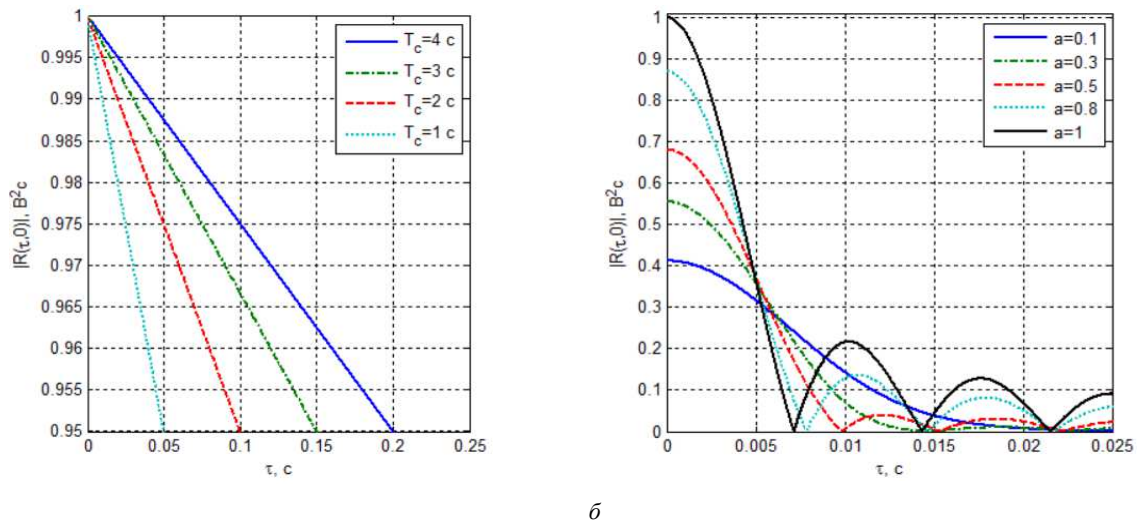 1
0.995
0.99
0.985
0.98
0.975
0.97
0.965
0.96
0.955
0.95
|R(τ,0)|, B²c
0 0.05 0.1 0.15 0.2 0.25
τ, c
T_c=4 c
T_c=3 c
T_c=2 c
T_c=1 c
1
0.9
0.8
0.7
0.6
0.5
0.4
0.3
0.2
0.1
0
|R(τ,0)|, B²c
0 0.005 0.01 0.015 0.02 0.025
τ, c
a=0.1
a=0.3
a=0.5
a=0.8
a=1
б